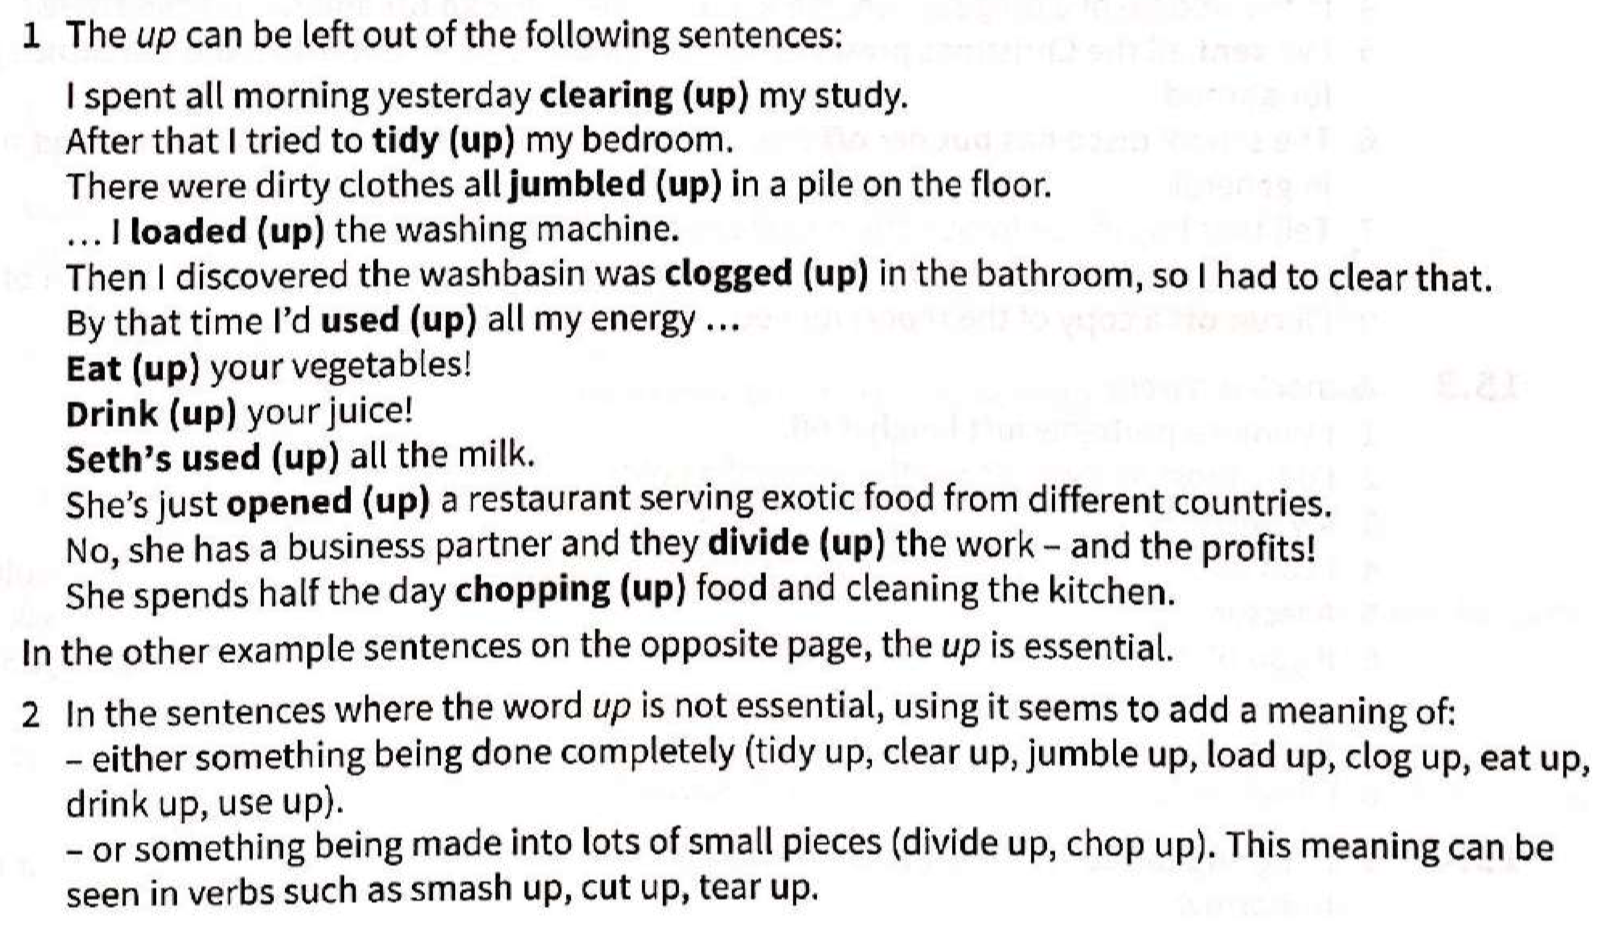 1 The up can be left out of the following sentences:
I spent all morning yesterday clearing (up) my study.
After that I tried to tidy (up) my bedroom.
There were dirty clothes all jumbled (up) in a pile on the floor.
… I loaded (up) the washing machine.
Then I discovered the washbasin was clogged (up) in the bathroom, so I had to clear that.
By that time I’d used (up) all my energy …
Eat (up) your vegetables!
Drink (up) your juice!
Seth’s used (up) all the milk.
She’s just opened (up) a restaurant serving exotic food from different countries.
No, she has a business partner and they divide (up) the work – and the profits!
She spends half the day chopping (up) food and cleaning the kitchen.
In the other example sentences on the opposite page, the up is essential.
2 In the sentences where the word up is not essential, using it seems to add a meaning of:
– either something being done completely (tidy up, clear up, jumble up, load up, clog up, eat up,
drink up, use up).
– or something being made into lots of small pieces (divide up, chop up). This meaning can be
seen in verbs such as smash up, cut up, tear up.